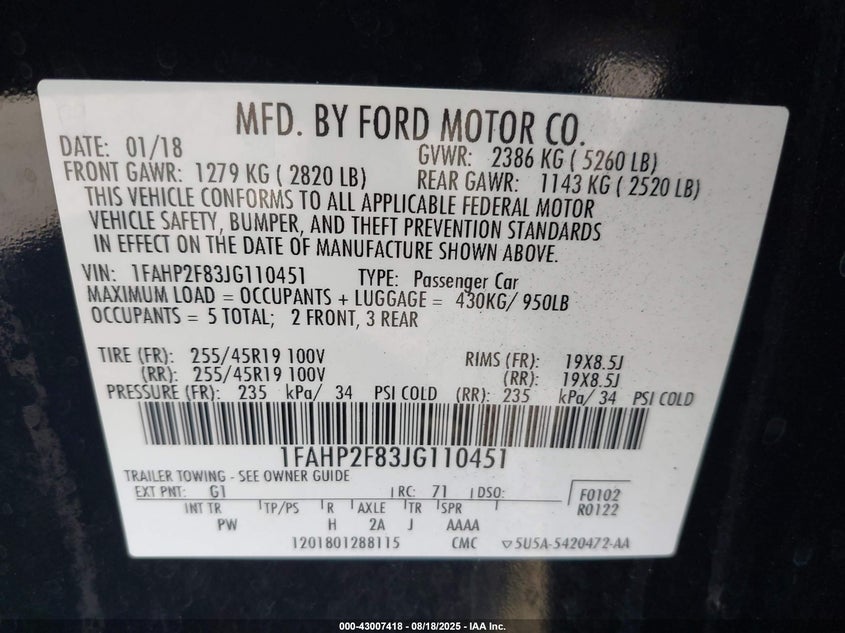 MFD. BY FORD MOTOR CO.
DATE: 01/18 GVWR: 2386 KG ( 5260 LB)
FRONT GAWR: 1279 KG ( 2820 LB) REAR GAWR: 1143 KG ( 2520 LB)
THIS VEHICLE CONFORMS TO ALL APPLICABLE FEDERAL MOTOR
VEHICLE SAFETY, BUMPER, AND THEFT PREVENTION STANDARDS
IN EFFECT ON THE DATE OF MANUFACTURE SHOWN ABOVE.
VIN: 1FAHP2F83JG110451 TYPE: Passenger Car
MAXIMUM LOAD = OCCUPANTS + LUGGAGE = 430KG/ 950LB
OCCUPANTS = 5 TOTAL; 2 FRONT, 3 REAR
TIRE (FR): 255/45R19 100V RIMS (FR): 19X8.5J
(RR): 255/45R19 100V (RR): 19X8.5J
PRESSURE (FR): 235 kPa/ 34 PSI COLD (RR): 235 kPa/ 34 PSI COLD
1FAHP2F83JG110451
TRAILER TOWING - SEE OWNER GUIDE
EXT PNT: G1 RC: 71 DSO: F0102
INT TR TP/PS R AXLE TR SPR R0122
PW H 2A J AAAA
1201801288115 CMC ▽5U5A-5420472-AA
000-43007418 - 08/18/2025 - IAA Inc.